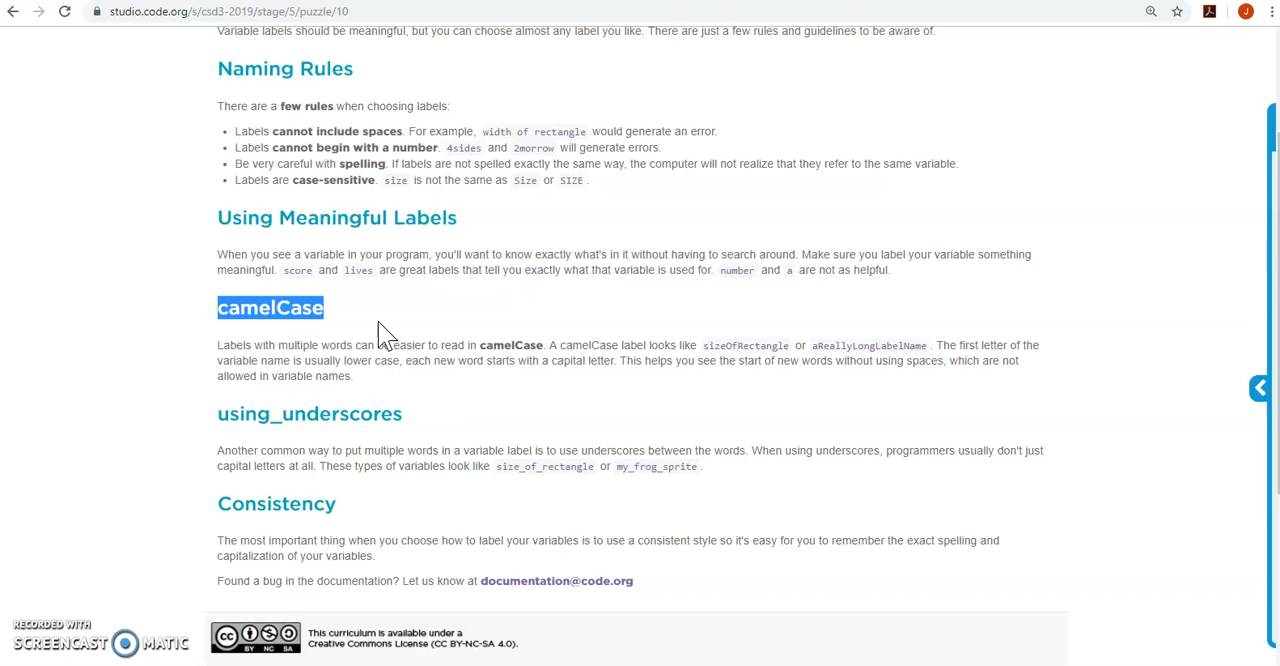 studio.code.org/s/csd3-2019/stage/5/puzzle/10
J
Variable labels should be meaningful, but you can choose almost any label you like. There are just a few rules and guidelines to be aware of.
Naming Rules
There are a few rules when choosing labels:
• Labels cannot include spaces. For example, width of rectangle would generate an error.
• Labels cannot begin with a number. 4sides and 2morrow will generate errors.
• Be very careful with spelling. If labels are not spelled exactly the same way, the computer will not realize that they refer to the same variable.
• Labels are case-sensitive. size is not the same as Size or SIZE.
Using Meaningful Labels
When you see a variable in your program, you'll want to know exactly what's in it without having to search around. Make sure you label your variable something
meaningful. score and lives are great labels that tell you exactly what that variable is used for. number and a are not as helpful.
camelCase
Labels with multiple words can easier to read in camelCase. A camelCase label looks like sizeOfRectangle or aReallyLongLabelName. The first letter of the
variable name is usually lower case, each new word starts with a capital letter. This helps you see the start of new words without using spaces, which are not
allowed in variable names.
using_underscores
Another common way to put multiple words in a variable label is to use underscores between the words. When using underscores, programmers usually don't just
capital letters at all. These types of variables look like size_of_rectangle or my_frog_sprite.
Consistency
The most important thing when you choose how to label your variables is to use a consistent style so it's easy for you to remember the exact spelling and
capitalization of your variables.
Found a bug in the documentation? Let us know at documentation@code.org
cc BY NC SA
This curriculum is available under a
Creative Commons License (CC BY-NC-SA 4.0).
RECORDED WITH
SCREENCAST MATIC